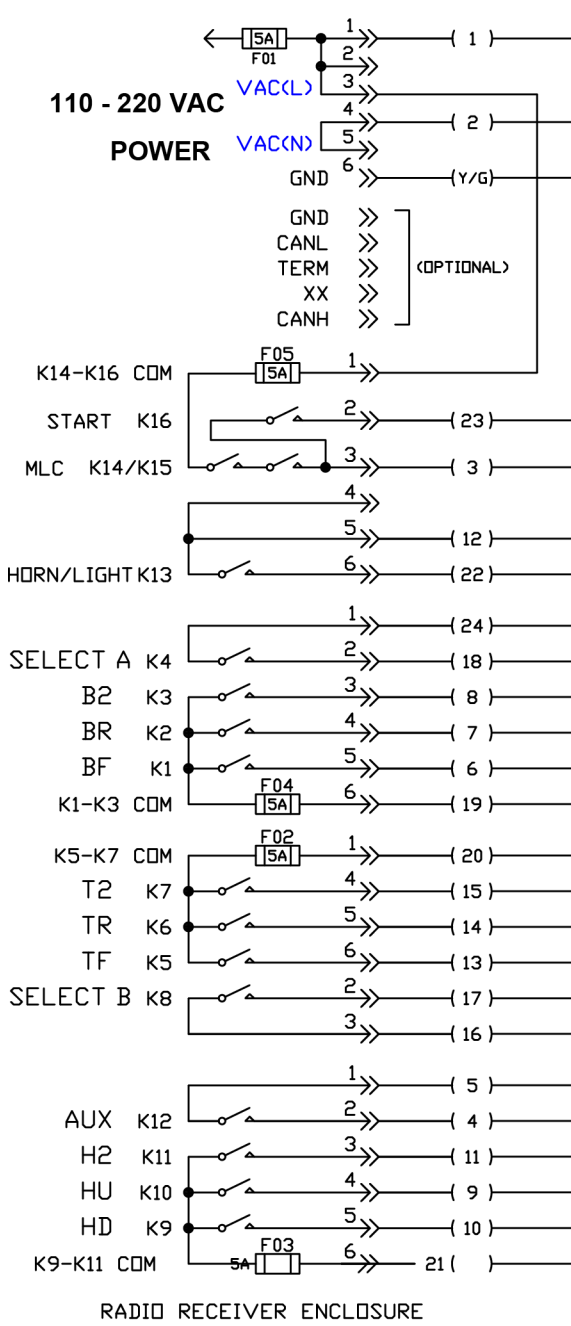 5A 1 ( 1 )
F01 2
VAC(L) 3
110 - 220 VAC 4 ( 2 )
POWER VAC(N) 5
GND 6 (Y/G)
GND
CANL
TERM (OPTIONAL)
XX
CANH
F05
K14-K16 COM 5A 1
START K16 2 ( 23 )
MLC K14/K15 3 ( 3 )
4
5 ( 12 )
HORN/LIGHT K13 6 ( 22 )
1 ( 24 )
SELECT A K4 2 ( 18 )
B2 K3 3 ( 8 )
BR K2 4 ( 7 )
BF K1 5 ( 6 )
F04
K1-K3 COM 5A 6 ( 19 )
F02
K5-K7 COM 5A 1 ( 20 )
T2 K7 4 ( 15 )
TR K6 5 ( 14 )
TF K5 6 ( 13 )
SELECT B K8 2 ( 17 )
3 ( 16 )
1 ( 5 )
AUX K12 2 ( 4 )
H2 K11 3 ( 11 )
HU K10 4 ( 9 )
HD K9 5 ( 10 )
F03
K9-K11 COM 5A 6 21 ( )
RADIO RECEIVER ENCLOSURE